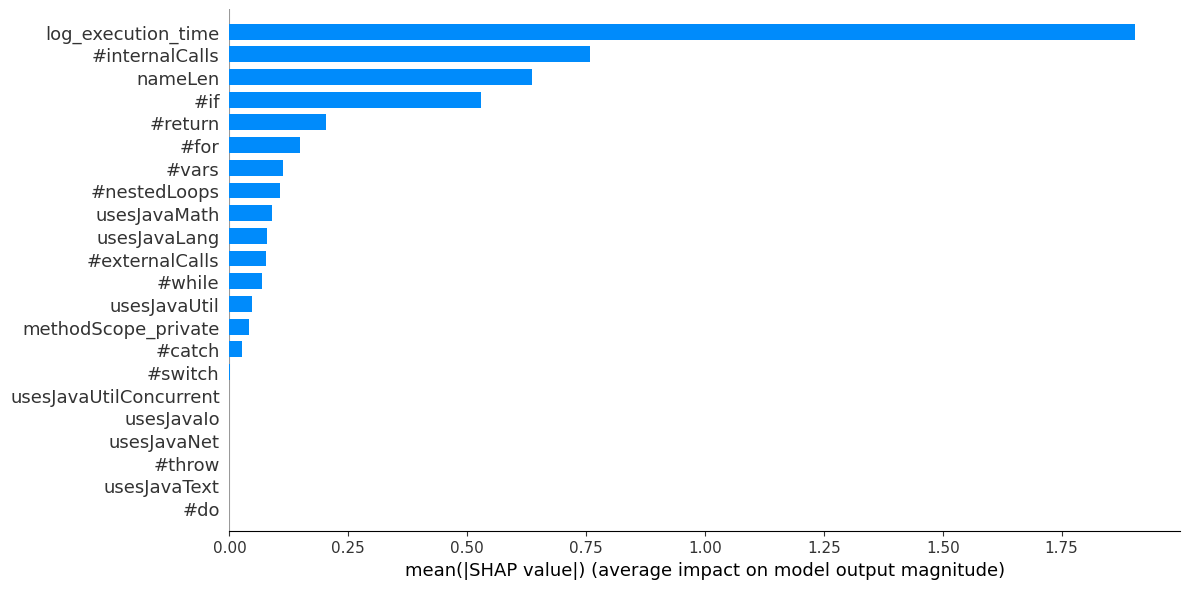 log_execution_time
#internalCalls
nameLen
#if
#return
#for
#vars
#nestedLoops
usesJavaMath
usesJavaLang
#externalCalls
#while
usesJavaUtil
methodScope_private
#catch
#switch
usesJavaUtilConcurrent
usesJavaIo
usesJavaNet
#throw
usesJavaText
#do
0.00 0.25 0.50 0.75 1.00 1.25 1.50 1.75
mean(|SHAP value|) (average impact on model output magnitude)